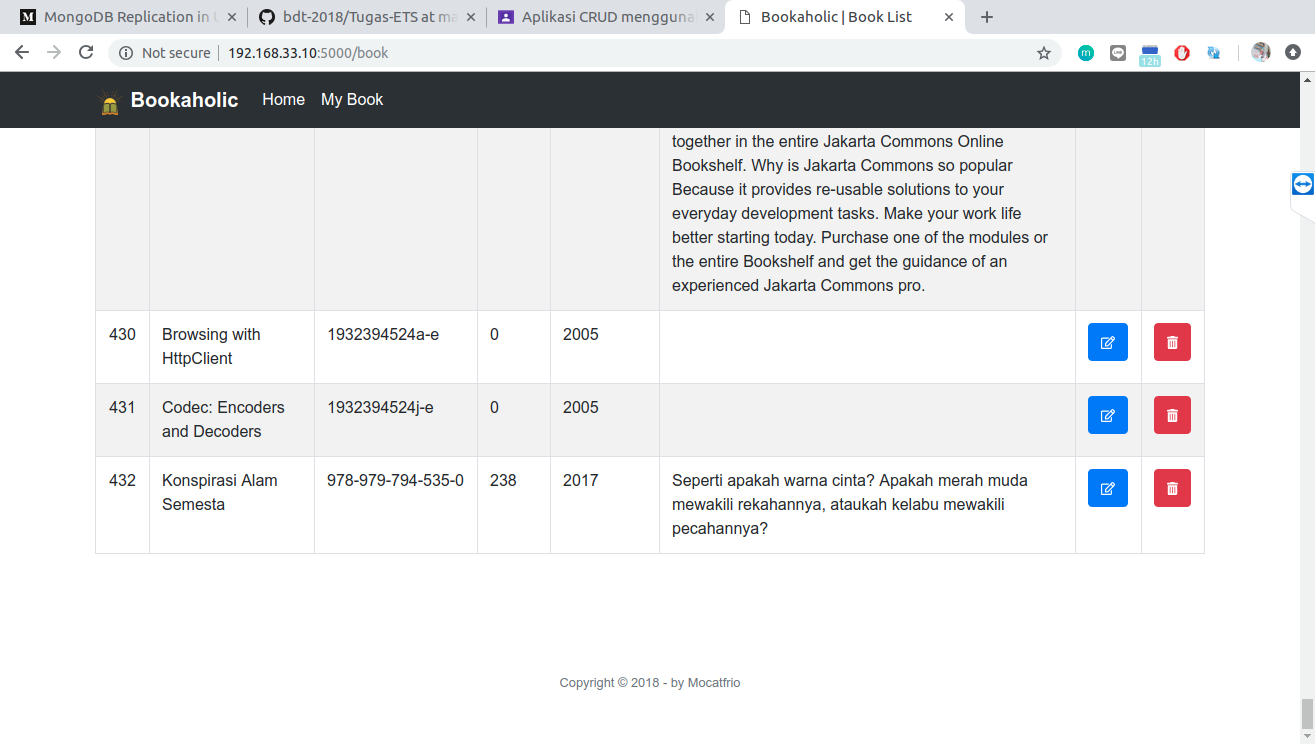 MongoDB Replication in U
bdt-2018/Tugas-ETS at ma
Aplikasi CRUD mengguna
Bookaholic | Book List
Not secure
192.168.33.10:5000/book
12h
Bookaholic
Home
My Book
together in the entire Jakarta Commons Online
Bookshelf. Why is Jakarta Commons so popular
Because it provides re-usable solutions to your
everyday development tasks. Make your work life
better starting today. Purchase one of the modules or
the entire Bookshelf and get the guidance of an
experienced Jakarta Commons pro.
430
Browsing with
HttpClient
1932394524a-e
0
2005
431
Codec: Encoders
and Decoders
1932394524j-e
0
2005
432
Konspirasi Alam
Semesta
978-979-794-535-0
238
2017
Seperti apakah warna cinta? Apakah merah muda
mewakili rekahannya, ataukah kelabu mewakili
pecahannya?
Copyright © 2018 - by Mocatfrio